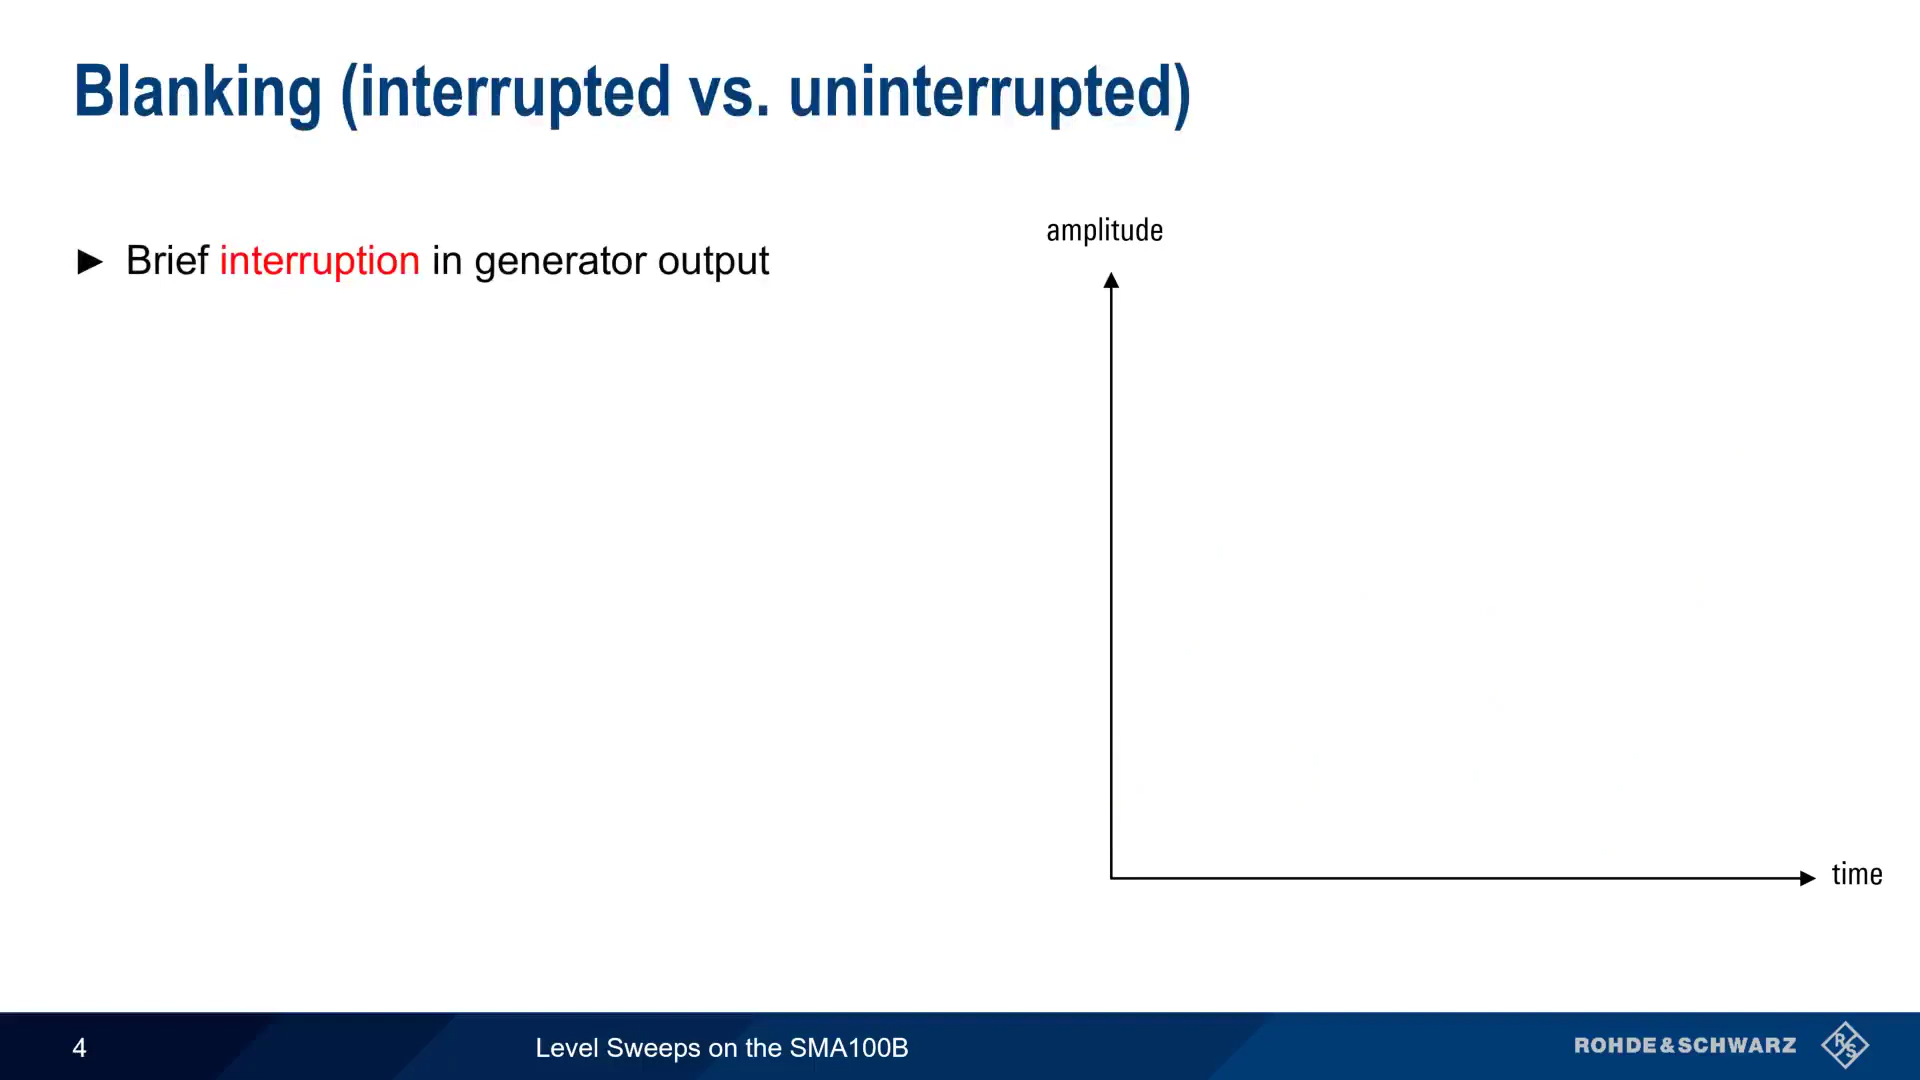 Blanking (interrupted vs. uninterrupted)
► Brief interruption in generator output
amplitude
time
4
Level Sweeps on the SMA100B
ROHDE&SCHWARZ
R&S